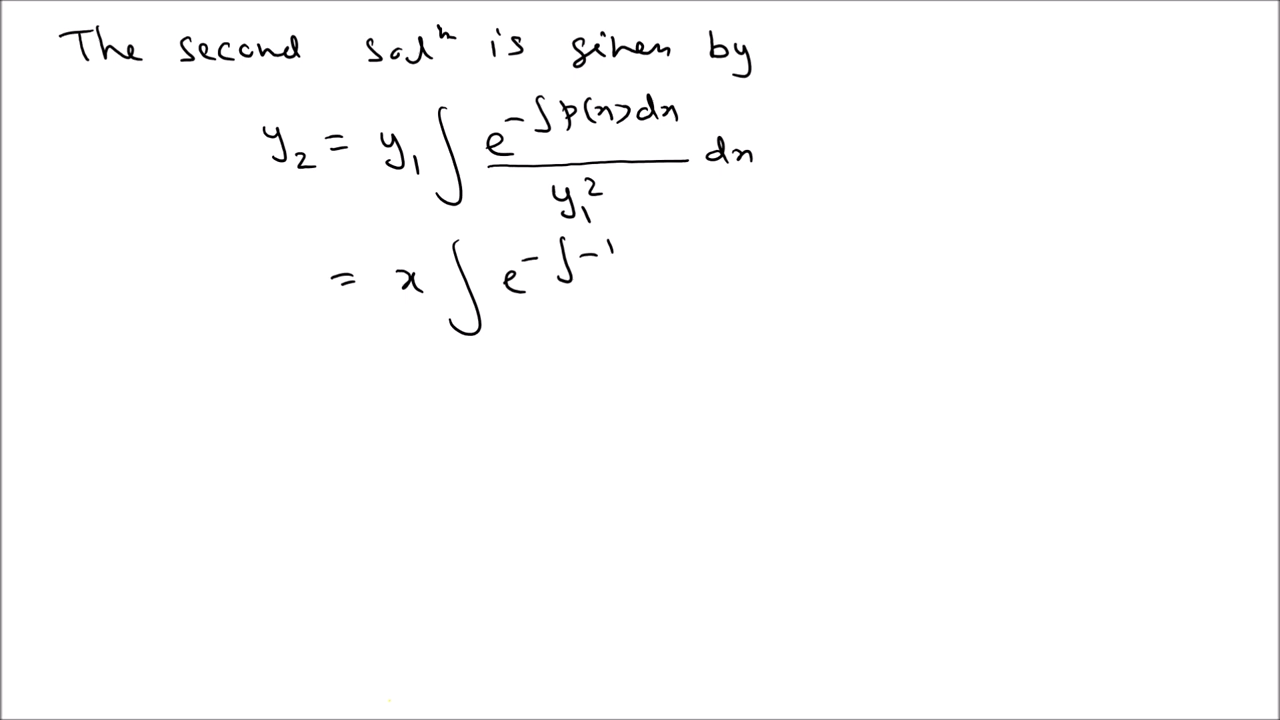 The second solⁿ is given by
y₂ = y₁ ∫ e^{-∫p(x)dx} / y₁² dx
= x ∫ e^{-∫-1